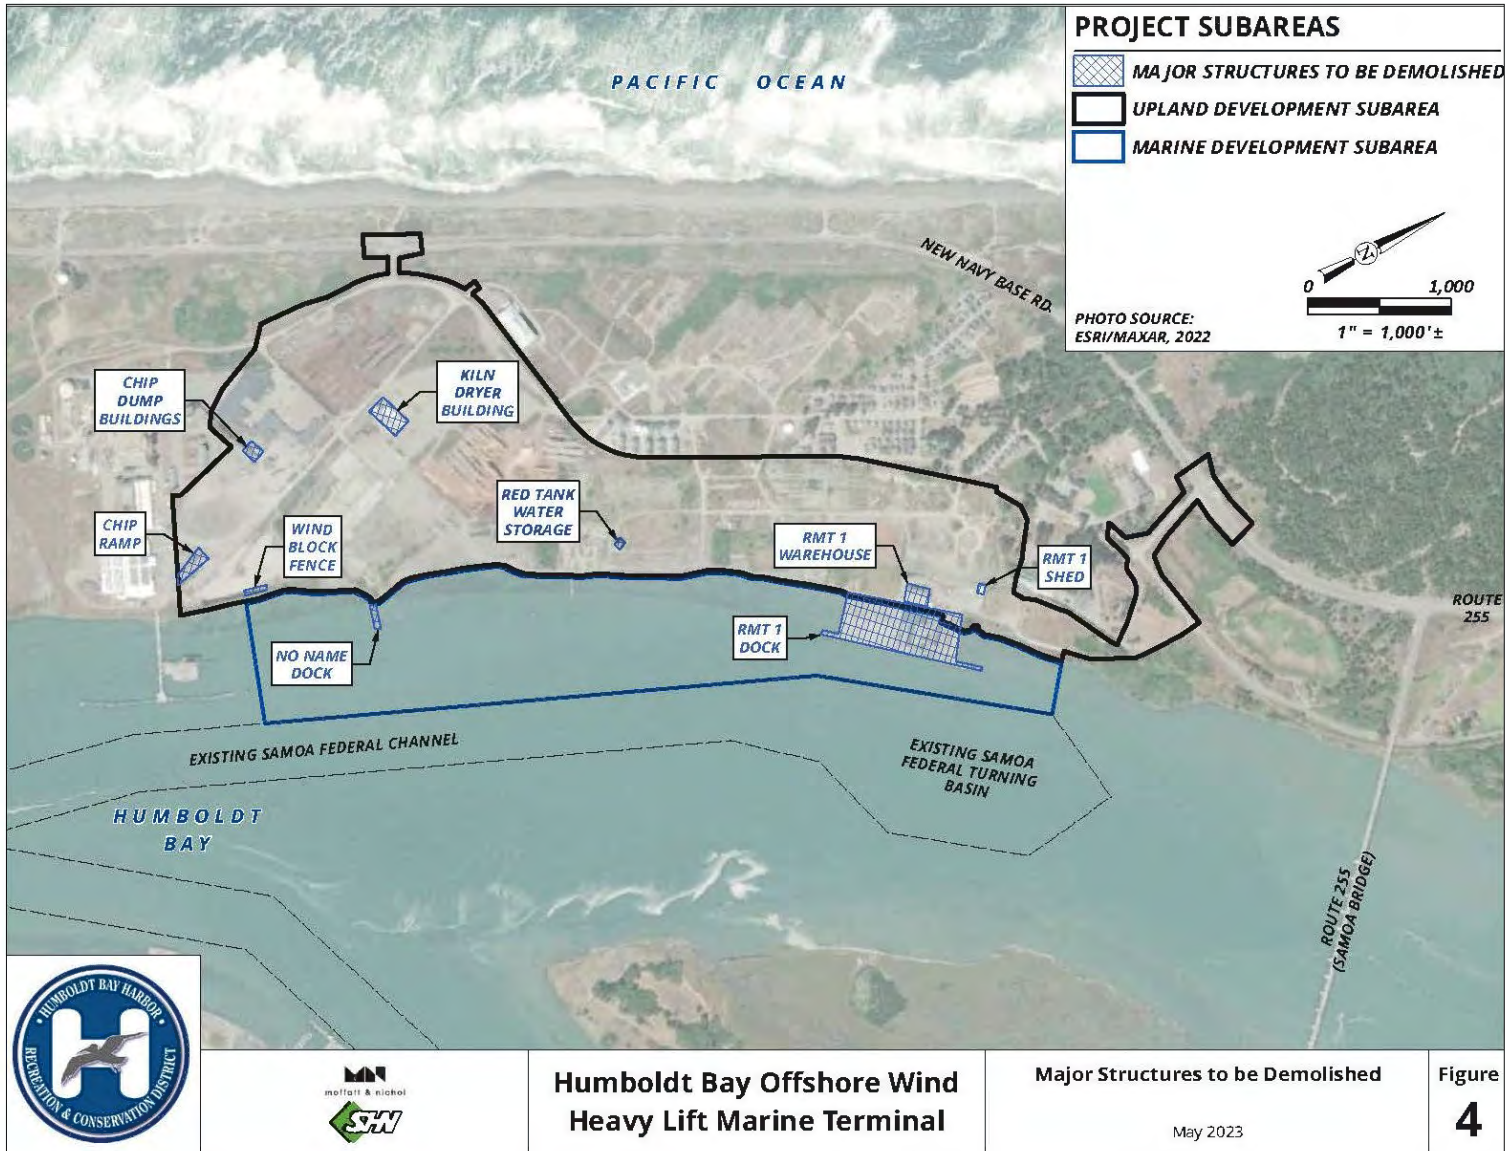 PACIFIC OCEAN
PROJECT SUBAREAS
MAJOR STRUCTURES TO BE DEMOLISHED
UPLAND DEVELOPMENT SUBAREA
MARINE DEVELOPMENT SUBAREA
N
0 1,000
1" = 1,000'±
PHOTO SOURCE:
ESRI/MAXAR, 2022
NEW NAVY BASE RD.
CHIP
DUMP
BUILDINGS
KILN
DRYER
BUILDING
CHIP
RAMP
WIND
BLOCK
FENCE
RED TANK
WATER
STORAGE
RMT 1
WAREHOUSE
RMT 1
SHED
ROUTE
255
NO NAME
DOCK
RMT 1
DOCK
EXISTING SAMOA FEDERAL CHANNEL
EXISTING SAMOA
FEDERAL TURNING
BASIN
HUMBOLDT
BAY
ROUTE 255
(SAMOA BRIDGE)
HUMBOLDT BAY HARBOR
RECREATION & CONSERVATION DISTRICT
H
moffatt & nichol
SHN
Humboldt Bay Offshore Wind
Heavy Lift Marine Terminal
Major Structures to be Demolished
May 2023
Figure
4